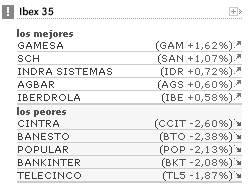 ! Ibex 35
los mejores
GAMESA (GAM +1,62%)
SCH (SAN +1,07%)
INDRA SISTEMAS (IDR +0,72%)
AGBAR (AGS +0,60%)
IBERDROLA (IBE +0,58%)
los peores
CINTRA (CCIT -2,60%)
BANESTO (BTO -2,38%)
POPULAR (POP -2,13%)
BANKINTER (BKT -2,08%)
TELECINCO (TL5 -1,87%)